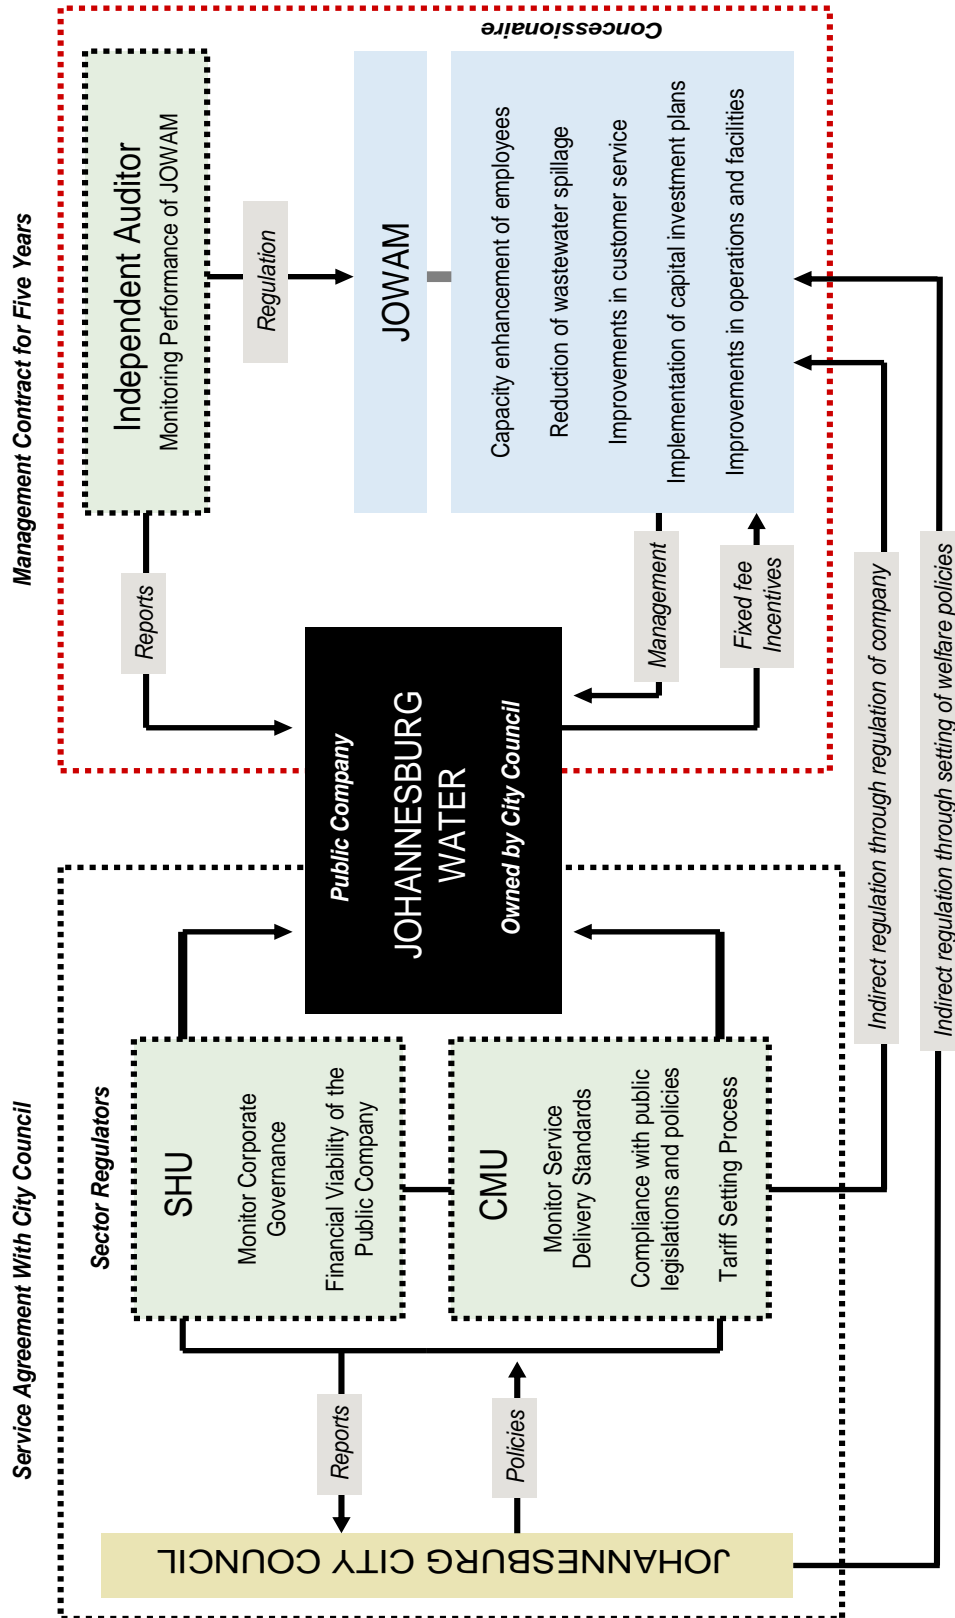 Service Agreement With City Council
Management Contract for Five Years
JOHANNESBURG CITY COUNCIL
Reports
Policies
Sector Regulators
SHU
Monitor Corporate
Governance
Financial Viability of the
Public Company
CMU
Monitor Service
Delivery Standards
Compliance with public
legislations and policies
Tariff Setting Process
Public Company
JOHANNESBURG
WATER
Owned by City Council
Reports
Management
Fixed fee
Incentives
Independent Auditor
Monitoring Performance of JOWAM
Regulation
JOWAM
Capacity enhancement of employees
Reduction of wastewater spillage
Improvements in customer service
Implementation of capital investment plans
Improvements in operations and facilities
Concessionaire
Indirect regulation through regulation of company
Indirect regulation through setting of welfare policies